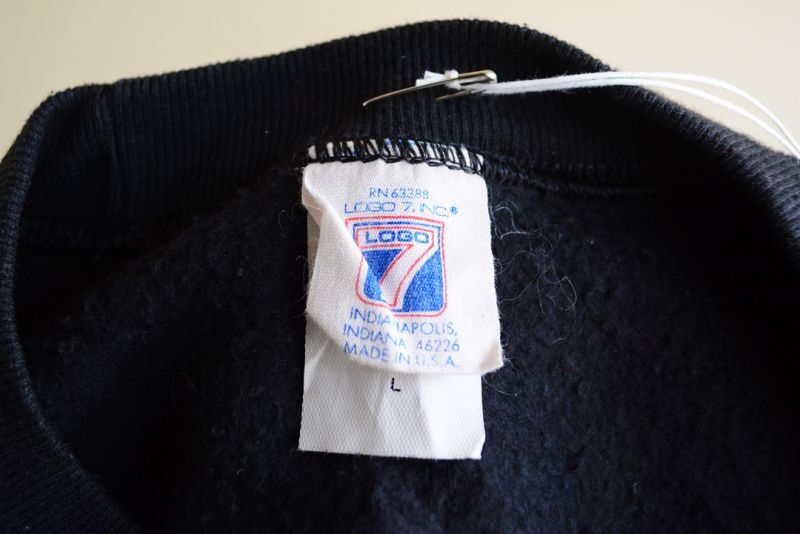 RN 63388
LOGO 7, INC.®
LOGO
7
INDIANAPOLIS,
INDIANA 46226
MADE IN U.S.A.
L